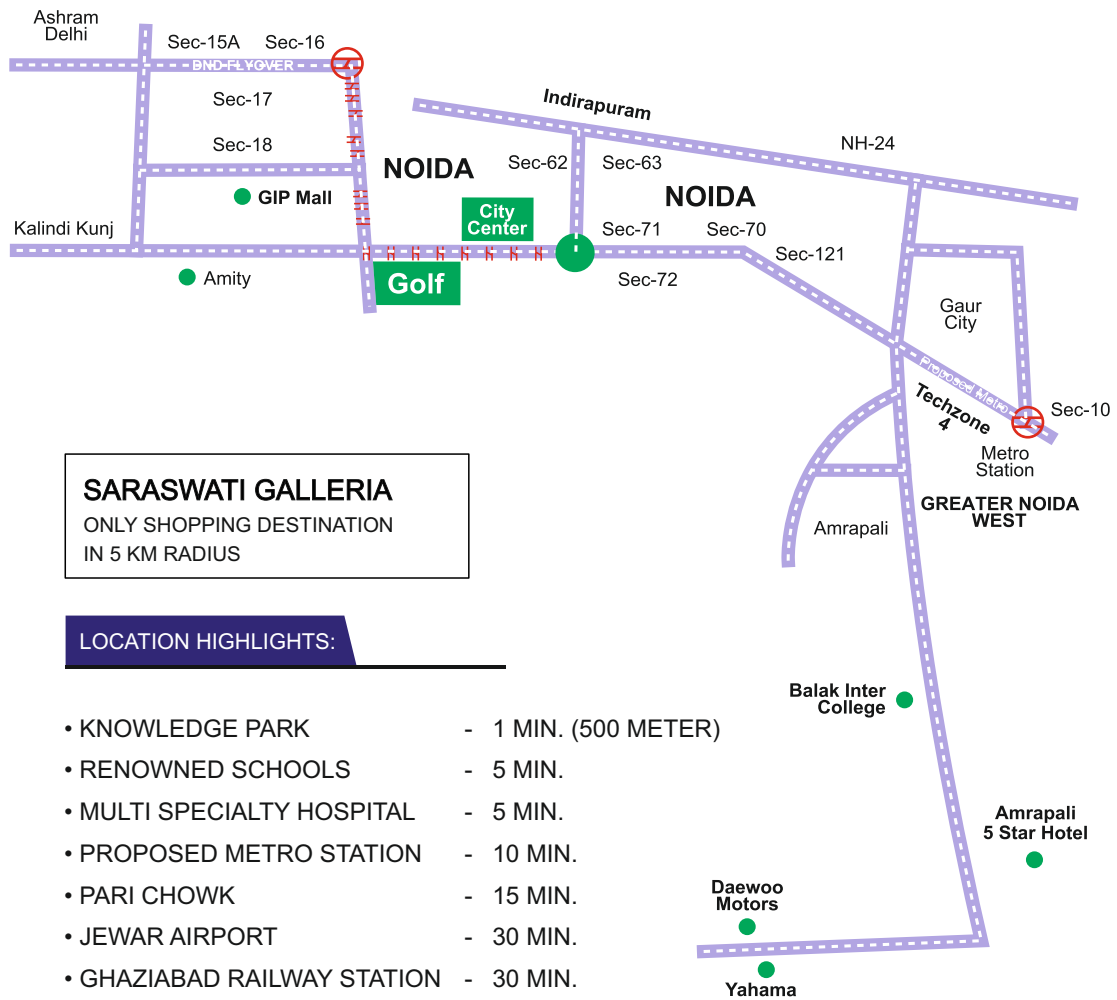 Ashram
Delhi
Sec-15A
Sec-16
DND FLYOVER
Sec-17
Sec-18
GIP Mall
Kalindi Kunj
Amity
NOIDA
City
Center
Golf
Indirapuram
NH-24
Sec-62
Sec-63
NOIDA
Sec-71
Sec-70
Sec-72
Sec-121
Gaur
City
Proposed Metro
Techzone
4
Sec-10
Metro
Station
GREATER NOIDA
WEST
Amrapali
SARASWATI GALLERIA
ONLY SHOPPING DESTINATION
IN 5 KM RADIUS
LOCATION HIGHLIGHTS:
• KNOWLEDGE PARK - 1 MIN. (500 METER)
• RENOWNED SCHOOLS - 5 MIN.
• MULTI SPECIALTY HOSPITAL - 5 MIN.
• PROPOSED METRO STATION - 10 MIN.
• PARI CHOWK - 15 MIN.
• JEWAR AIRPORT - 30 MIN.
• GHAZIABAD RAILWAY STATION - 30 MIN.
Balak Inter
College
Amrapali
5 Star Hotel
Daewoo
Motors
Yahama